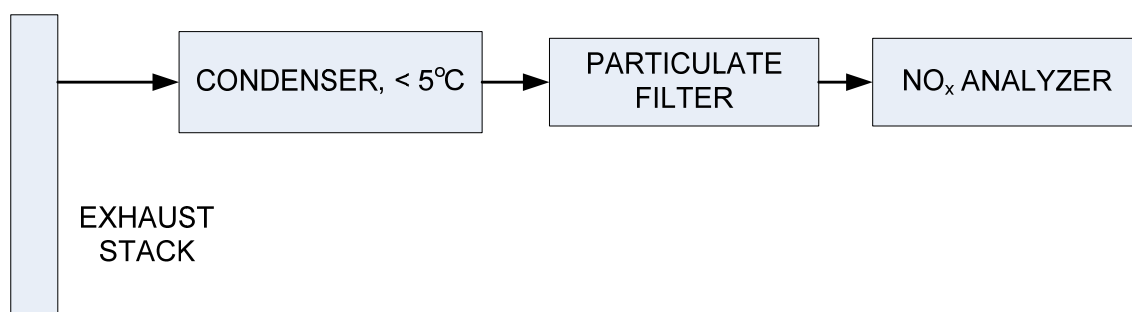 CONDENSER, < 5°C
PARTICULATE
FILTER
NOₓ ANALYZER
EXHAUST
STACK